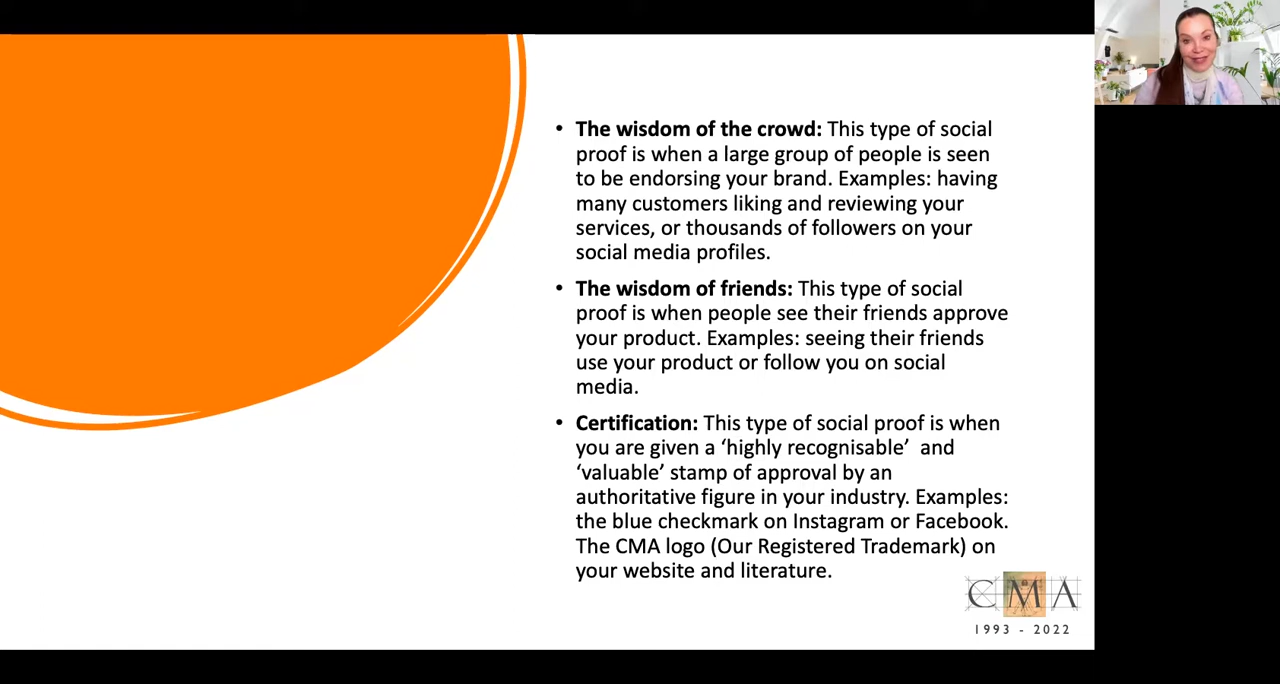 • The wisdom of the crowd: This type of social
proof is when a large group of people is seen
to be endorsing your brand. Examples: having
many customers liking and reviewing your
services, or thousands of followers on your
social media profiles.
• The wisdom of friends: This type of social
proof is when people see their friends approve
your product. Examples: seeing their friends
use your product or follow you on social
media.
• Certification: This type of social proof is when
you are given a ‘highly recognisable’  and
‘valuable’ stamp of approval by an
authoritative figure in your industry. Examples:
the blue checkmark on Instagram or Facebook.
The CMA logo (Our Registered Trademark) on
your website and literature.
CMA
1993 - 2022